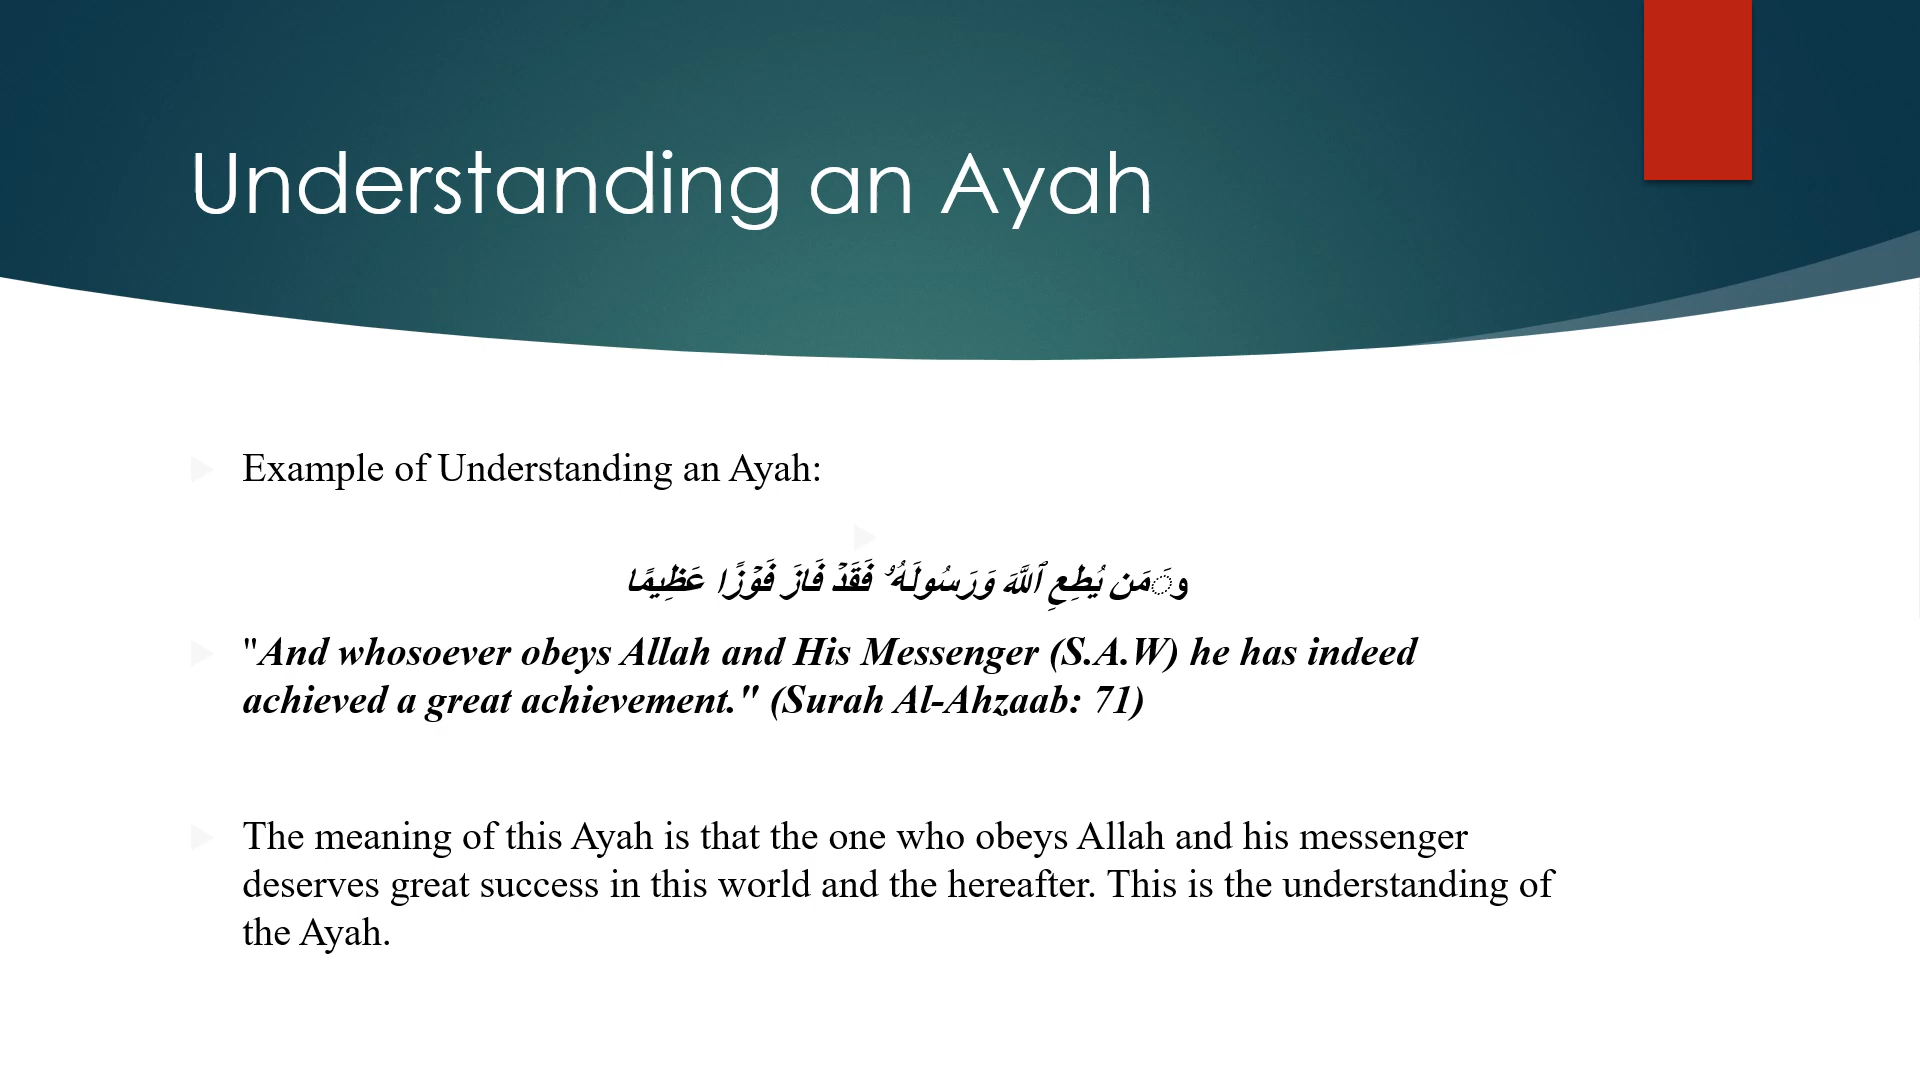 Understanding an Ayah
Example of Understanding an Ayah:
وَمَن يُطِعِ ٱللَّهَ وَرَسُولَهُۥ فَقَدۡ فَازَ فَوۡزًا عَظِيمًا
"And whosoever obeys Allah and His Messenger (S.A.W) he has indeed
achieved a great achievement." (Surah Al-Ahzaab: 71)
The meaning of this Ayah is that the one who obeys Allah and his messenger
deserves great success in this world and the hereafter. This is the understanding of
the Ayah.